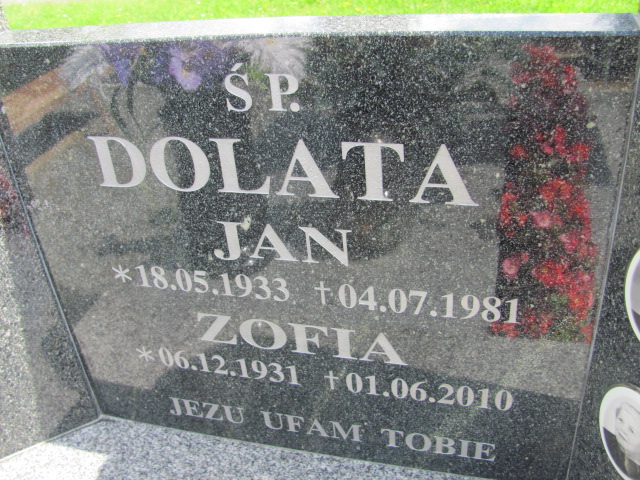 ŚP.
DOLATA
JAN
*18.05.1933 †04.07.1981
ZOFIA
*06.12.1931 †01.06.2010
JEZU UFAM TOBIE